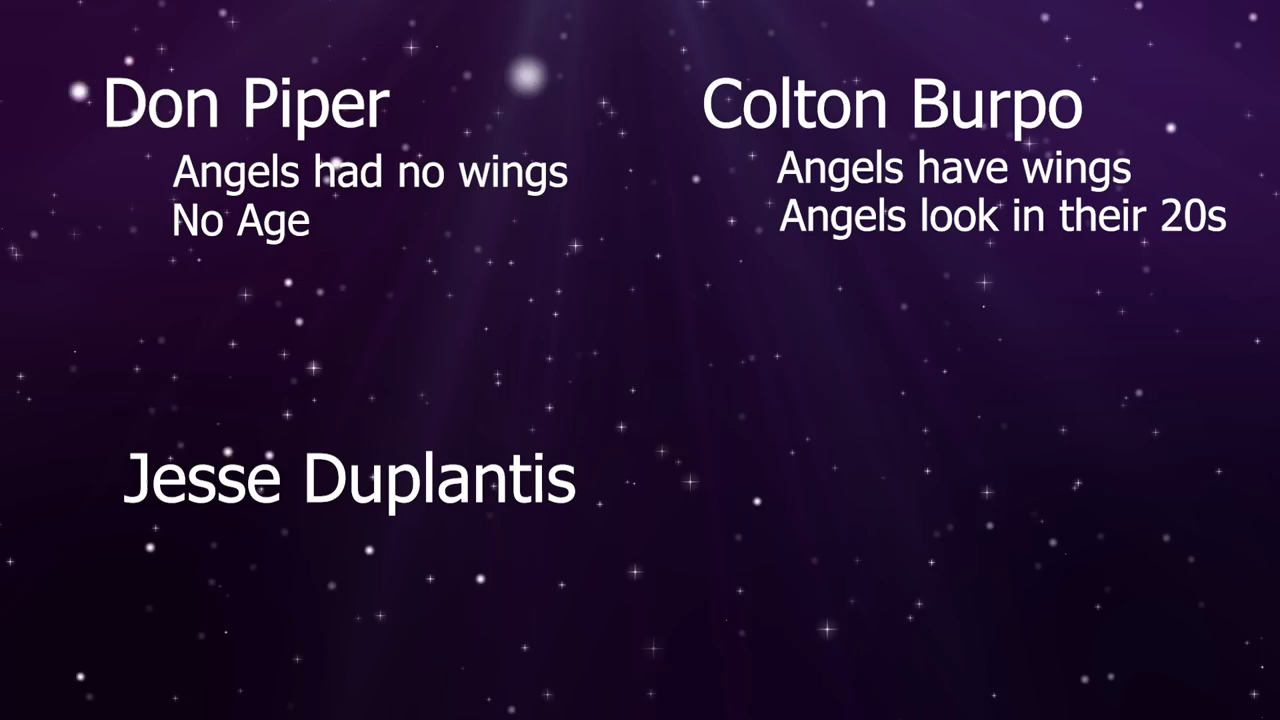 Don Piper
Angels had no wings
No Age
Colton Burpo
Angels have wings
Angels look in their 20s
Jesse Duplantis